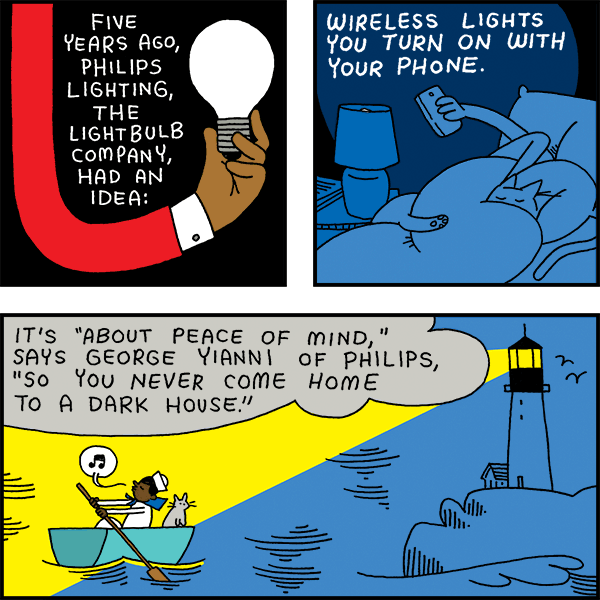 FIVE
YEARS AGO,
PHILIPS
LIGHTING,
THE
LIGHTBULB
COMPANY,
HAD AN
IDEA:
WIRELESS LIGHTS
YOU TURN ON WITH
YOUR PHONE.
IT'S "ABOUT PEACE OF MIND,"
SAYS GEORGE YIANNI OF PHILIPS,
"SO YOU NEVER COME HOME
TO A DARK HOUSE."